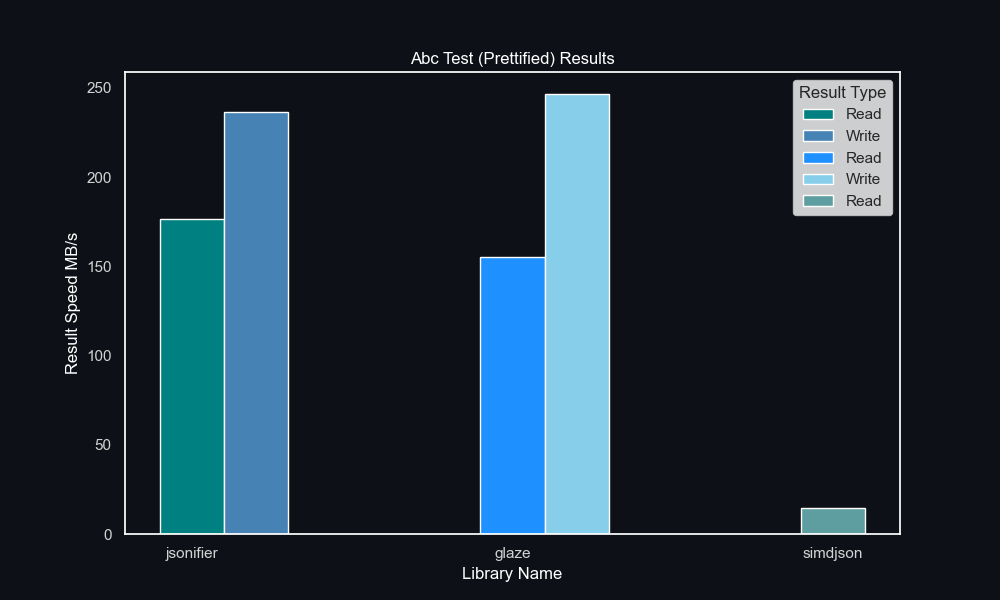 Abc Test (Prettified) Results
Result Speed MB/s
250
200
150
100
50
0
Result Type
Read
Write
Read
Write
Read
jsonifier
glaze
simdjson
Library Name